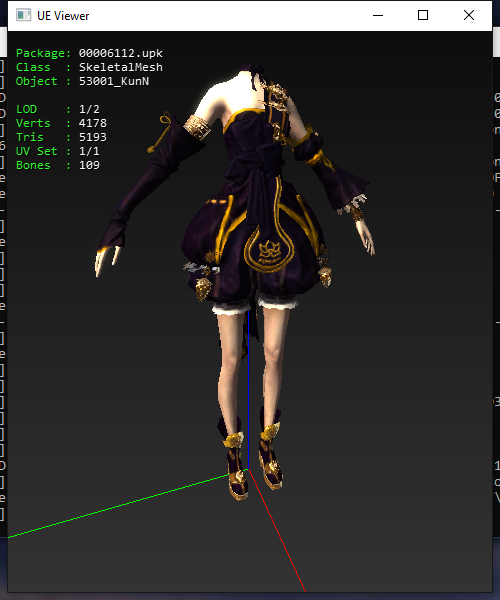 UE Viewer
Package: 00006112.upk
Class : SkeletalMesh
Object : 53001_KunN
LOD : 1/2
Verts : 4178
Tris : 5193
UV Set : 1/1
Bones : 109